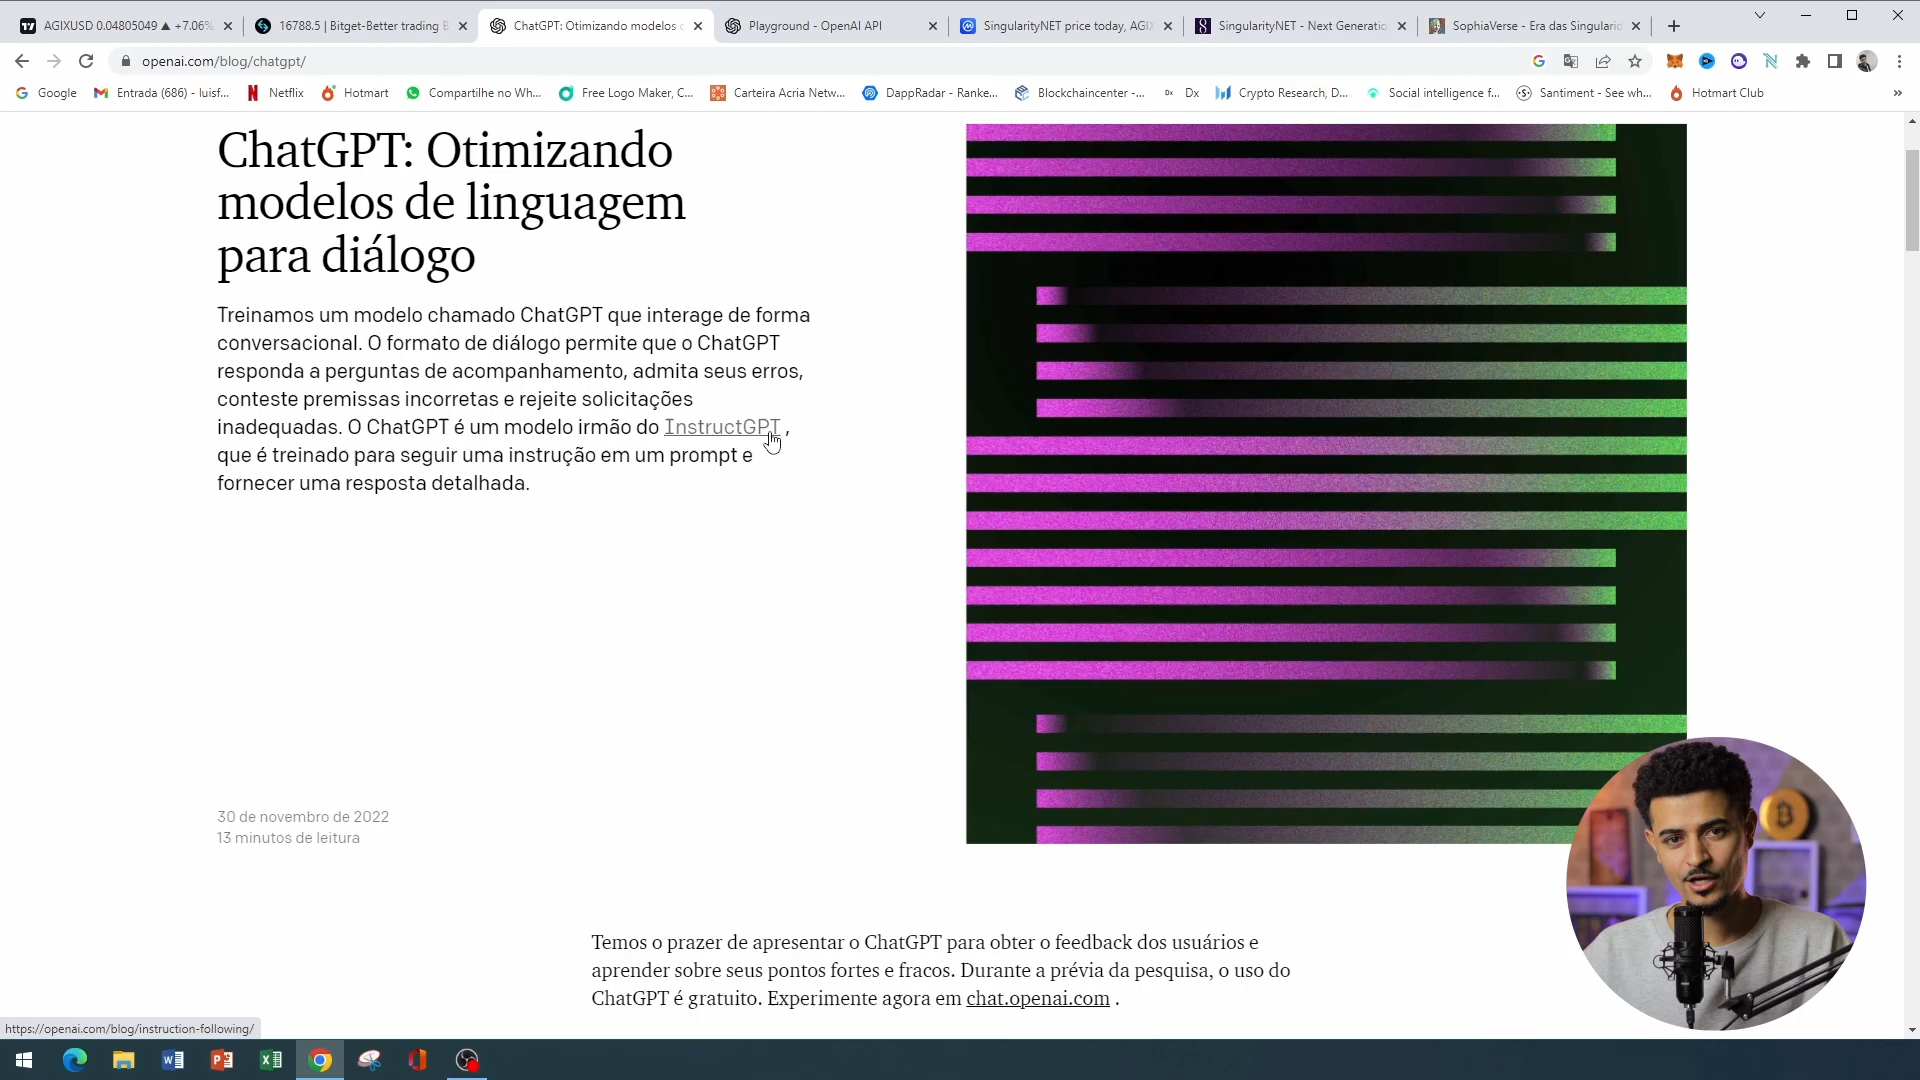 AGIXUSD 0.04805049 ▲ +7.06%
16788.5 | Bitget-Better trading
ChatGPT: Otimizando modelos
Playground - OpenAI API
SingularityNET price today, AGI
SingularityNET - Next Generatio
SophiaVerse - Era das Singularid
openai.com/blog/chatgpt/
Google
Entrada (686) - luisf...
Netflix
Hotmart
Compartilhe no Wh...
Free Logo Maker, C...
Carteira Acria Netw...
DappRadar - Ranke...
Blockchaincenter -...
Dx
Dx
Crypto Research, D...
Social intelligence f...
Santiment - See wh...
Hotmart Club
»
ChatGPT: Otimizando
modelos de linguagem
para diálogo
Treinamos um modelo chamado ChatGPT que interage de forma
conversacional. O formato de diálogo permite que o ChatGPT
responda a perguntas de acompanhamento, admita seus erros,
conteste premissas incorretas e rejeite solicitações
inadequadas. O ChatGPT é um modelo irmão do InstructGPT ,
que é treinado para seguir uma instrução em um prompt e
fornecer uma resposta detalhada.
30 de novembro de 2022
13 minutos de leitura
Temos o prazer de apresentar o ChatGPT para obter o feedback dos usuários e
aprender sobre seus pontos fortes e fracos. Durante a prévia da pesquisa, o uso do
ChatGPT é gratuito. Experimente agora em chat.openai.com .
https://openai.com/blog/instruction-following/